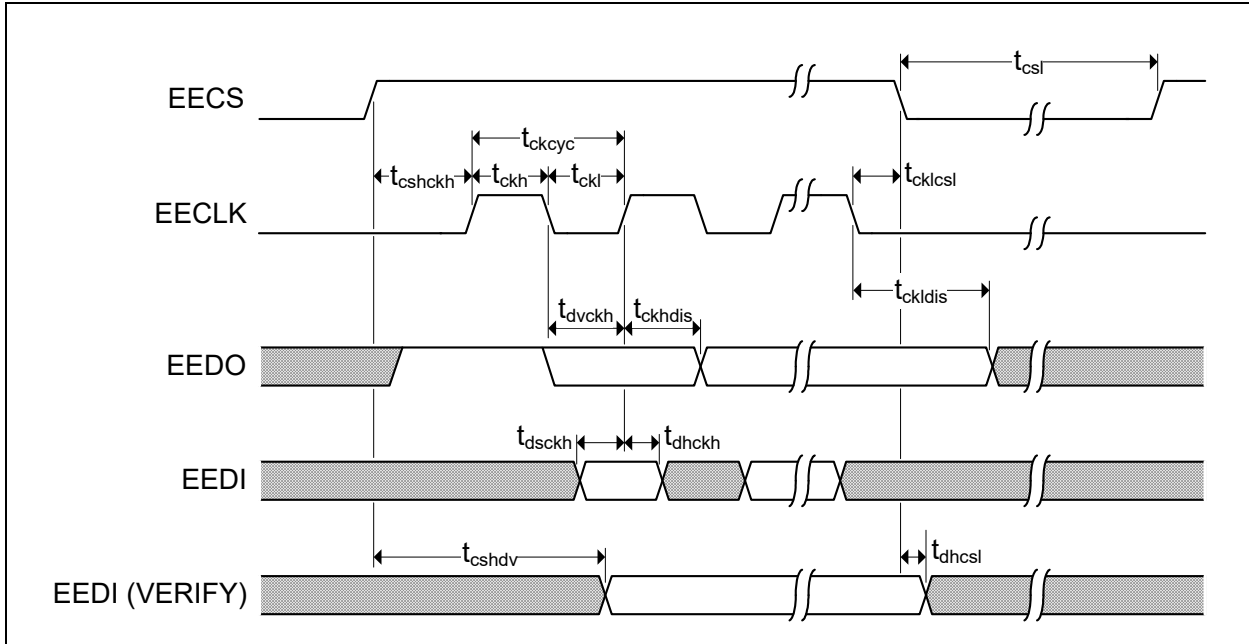 t_csl
EECS
t_ckcyc
t_cshckh t_ckh t_ckl t_cklcsl
EECLK
t_ckldis
t_dvckh t_ckhdis
EEDO
t_dsckh t_dhckh
EEDI
t_cshdv t_dhcsl
EEDI (VERIFY)